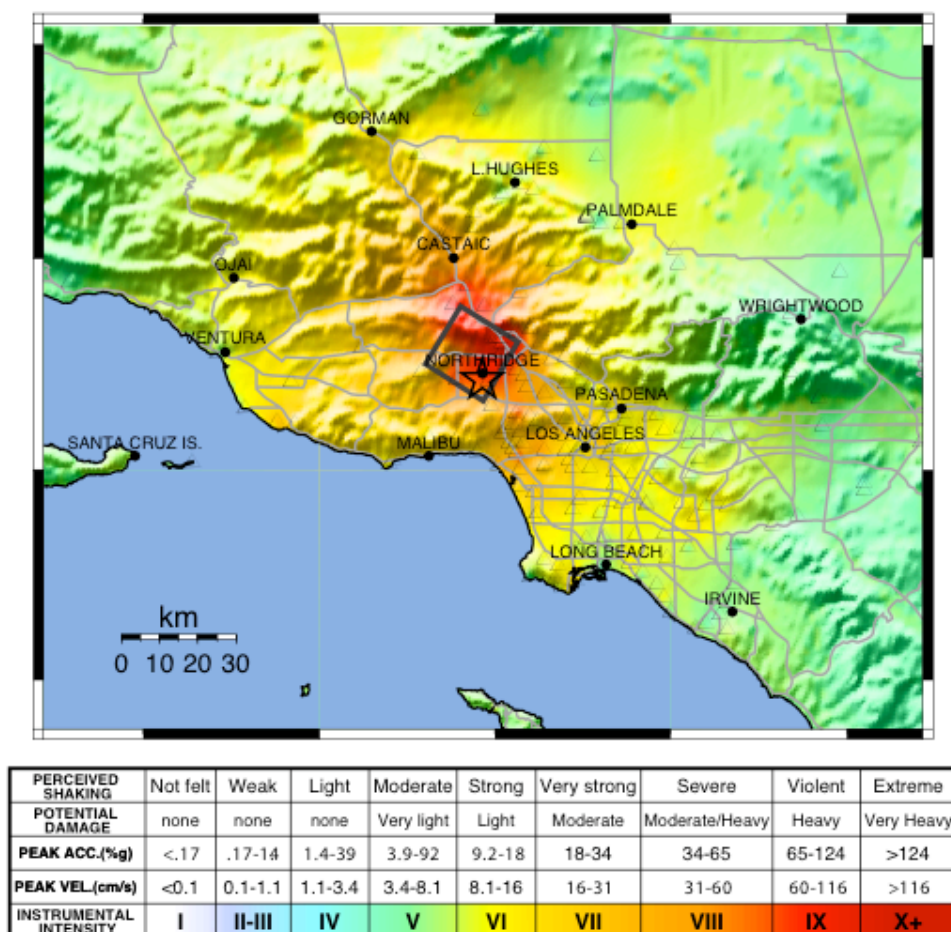 GORMAN
L.HUGHES
PALMDALE
CASTAIC
OJAI
WRIGHTWOOD
VENTURA
NORTHRIDGE
PASADENA
LOS ANGELES
SANTA CRUZ IS.
MALIBU
LONG BEACH
IRVINE
km
0 10 20 30
PERCEIVED SHAKING Not felt Weak Light Moderate Strong Very strong Severe Violent Extreme
POTENTIAL DAMAGE none none none Very light Light Moderate Moderate/Heavy Heavy Very Heavy
PEAK ACC.(%g) <.17 .17-14 1.4-39 3.9-92 9.2-18 18-34 34-65 65-124 >124
PEAK VEL.(cm/s) <0.1 0.1-1.1 1.1-3.4 3.4-8.1 8.1-16 16-31 31-60 60-116 >116
INSTRUMENTAL INTENSITY I II-III IV V VI VII VIII IX X+